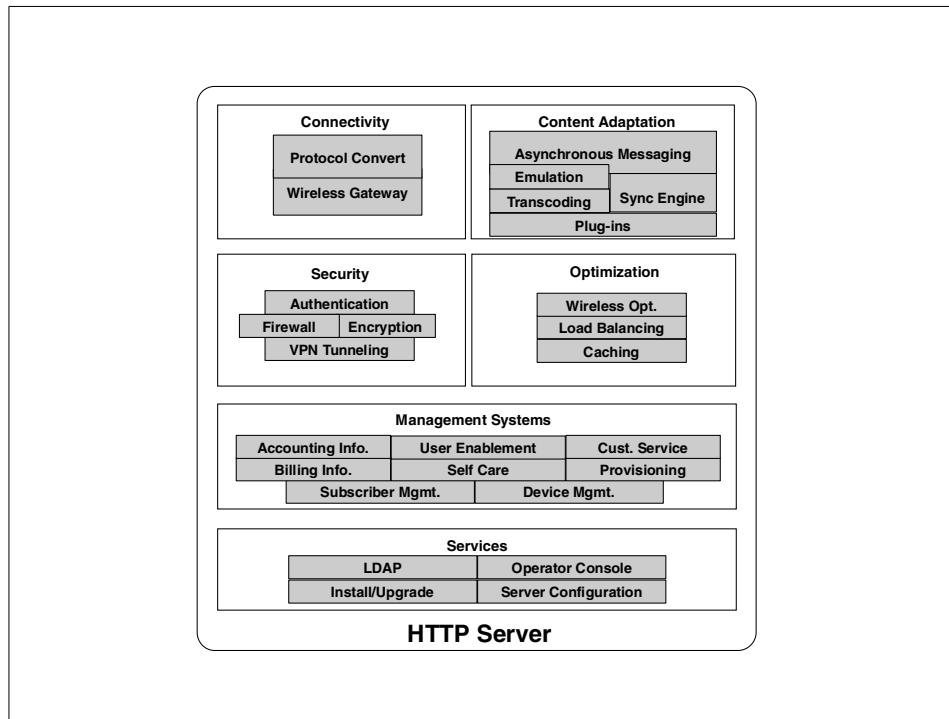 Connectivity
Protocol Convert
Wireless Gateway
Content Adaptation
Asynchronous Messaging
Emulation
Transcoding
Sync Engine
Plug-ins
Security
Authentication
Firewall
Encryption
VPN Tunneling
Optimization
Wireless Opt.
Load Balancing
Caching
Management Systems
Accounting Info.
User Enablement
Cust. Service
Billing Info.
Self Care
Provisioning
Subscriber Mgmt.
Device Mgmt.
Services
LDAP
Operator Console
Install/Upgrade
Server Configuration
HTTP Server